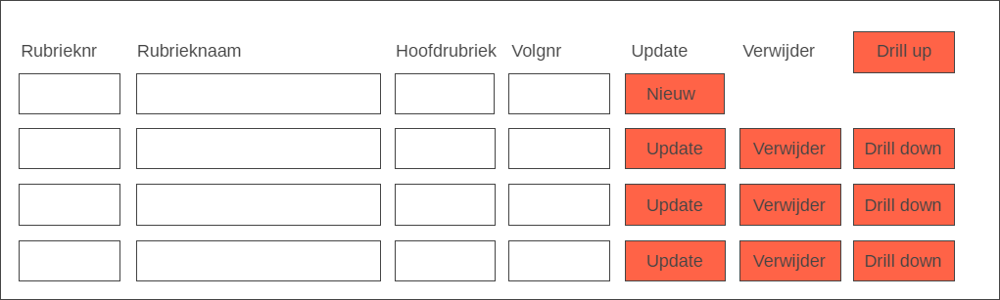 Rubrieknr Rubrieknaam Hoofdrubriek Volgnr Update Verwijder Drill up
Nieuw
Update Verwijder Drill down
Update Verwijder Drill down
Update Verwijder Drill down